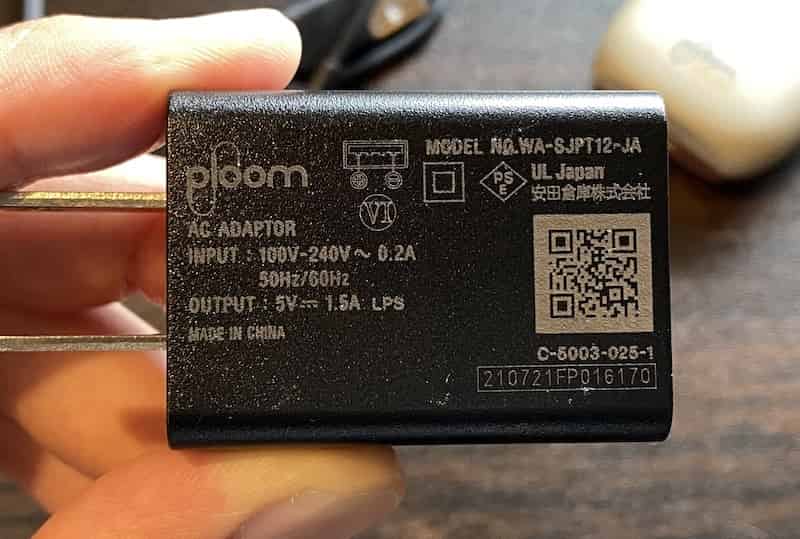 ploom
AC ADAPTOR
INPUT : 100V-240V～ 0.2A
50Hz/60Hz
OUTPUT : 5V⎓ 1.5A LPS
MADE IN CHINA
VI
MODEL NO.WA-SJPT12-JA
PS
E
UL Japan
安田倉庫株式会社
C-5003-025-1
210721FP016170